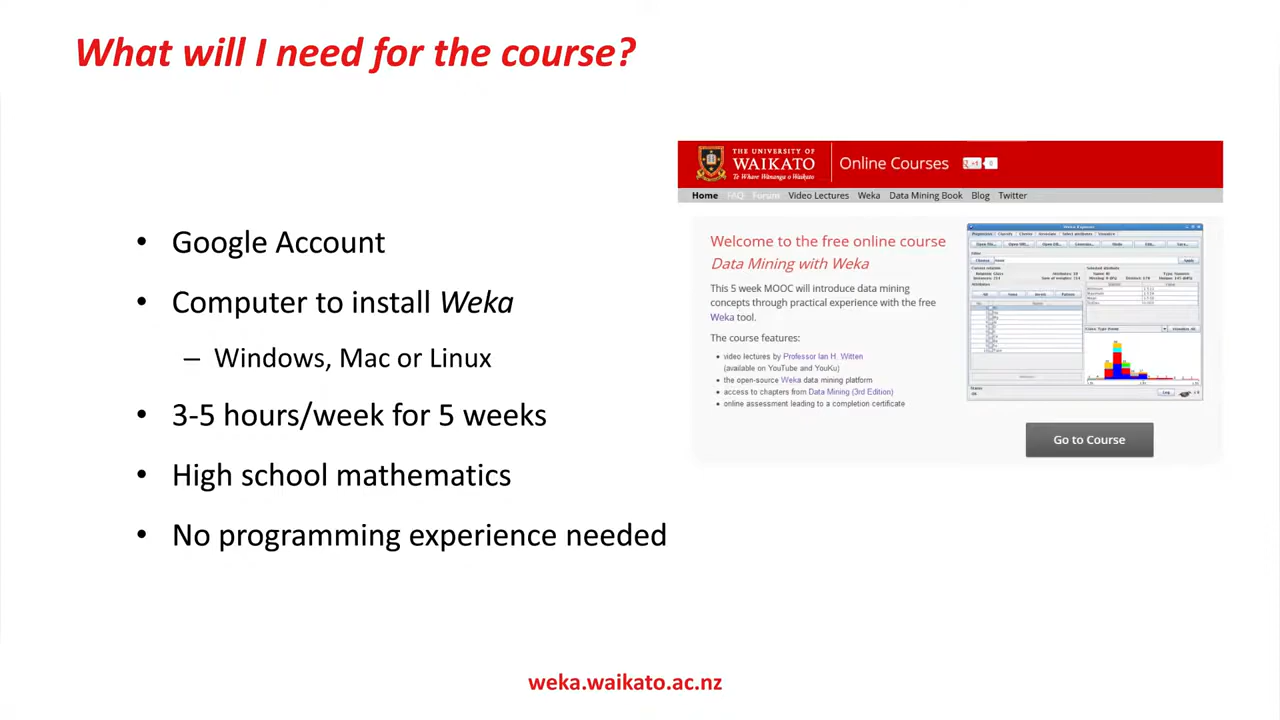 What will I need for the course?
• Google Account
• Computer to install Weka
– Windows, Mac or Linux
• 3-5 hours/week for 5 weeks
• High school mathematics
• No programming experience needed
THE UNIVERSITY OF
WAIKATO
Te Whare Wānanga o Waikato
Online Courses
+1 0
Home FAQ Forum Video Lectures Weka Data Mining Book Blog Twitter
Welcome to the free online course
Data Mining with Weka
This 5 week MOOC will introduce data mining
concepts through practical experience with the free
Weka tool.
The course features:
• video lectures by Professor Ian H. Witten
(available on YouTube and YouKu)
• the open-source Weka data mining platform
• access to chapters from Data Mining (3rd Edition)
• online assessment leading to a completion certificate
Weka Explorer
Go to Course
weka.waikato.ac.nz